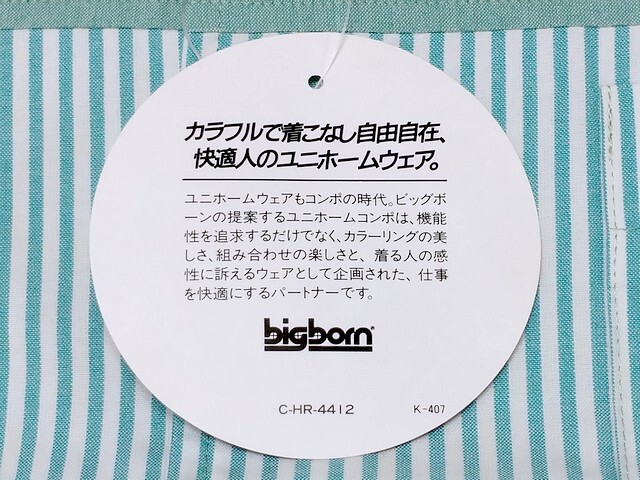 カラフルで着こなし自由自在、
快適人のユニホームウェア。
ユニホームウェアもコンポの時代。ビッグボ
ーンの提案するユニホームコンポは、機能
性を追求するだけでなく、カラーリングの美
しさ、組み合わせの楽しさと、着る人の感
性に訴えるウェアとして企画された、仕事
を快適にするパートナーです。
bigborn®
C-HR-4412 K-407